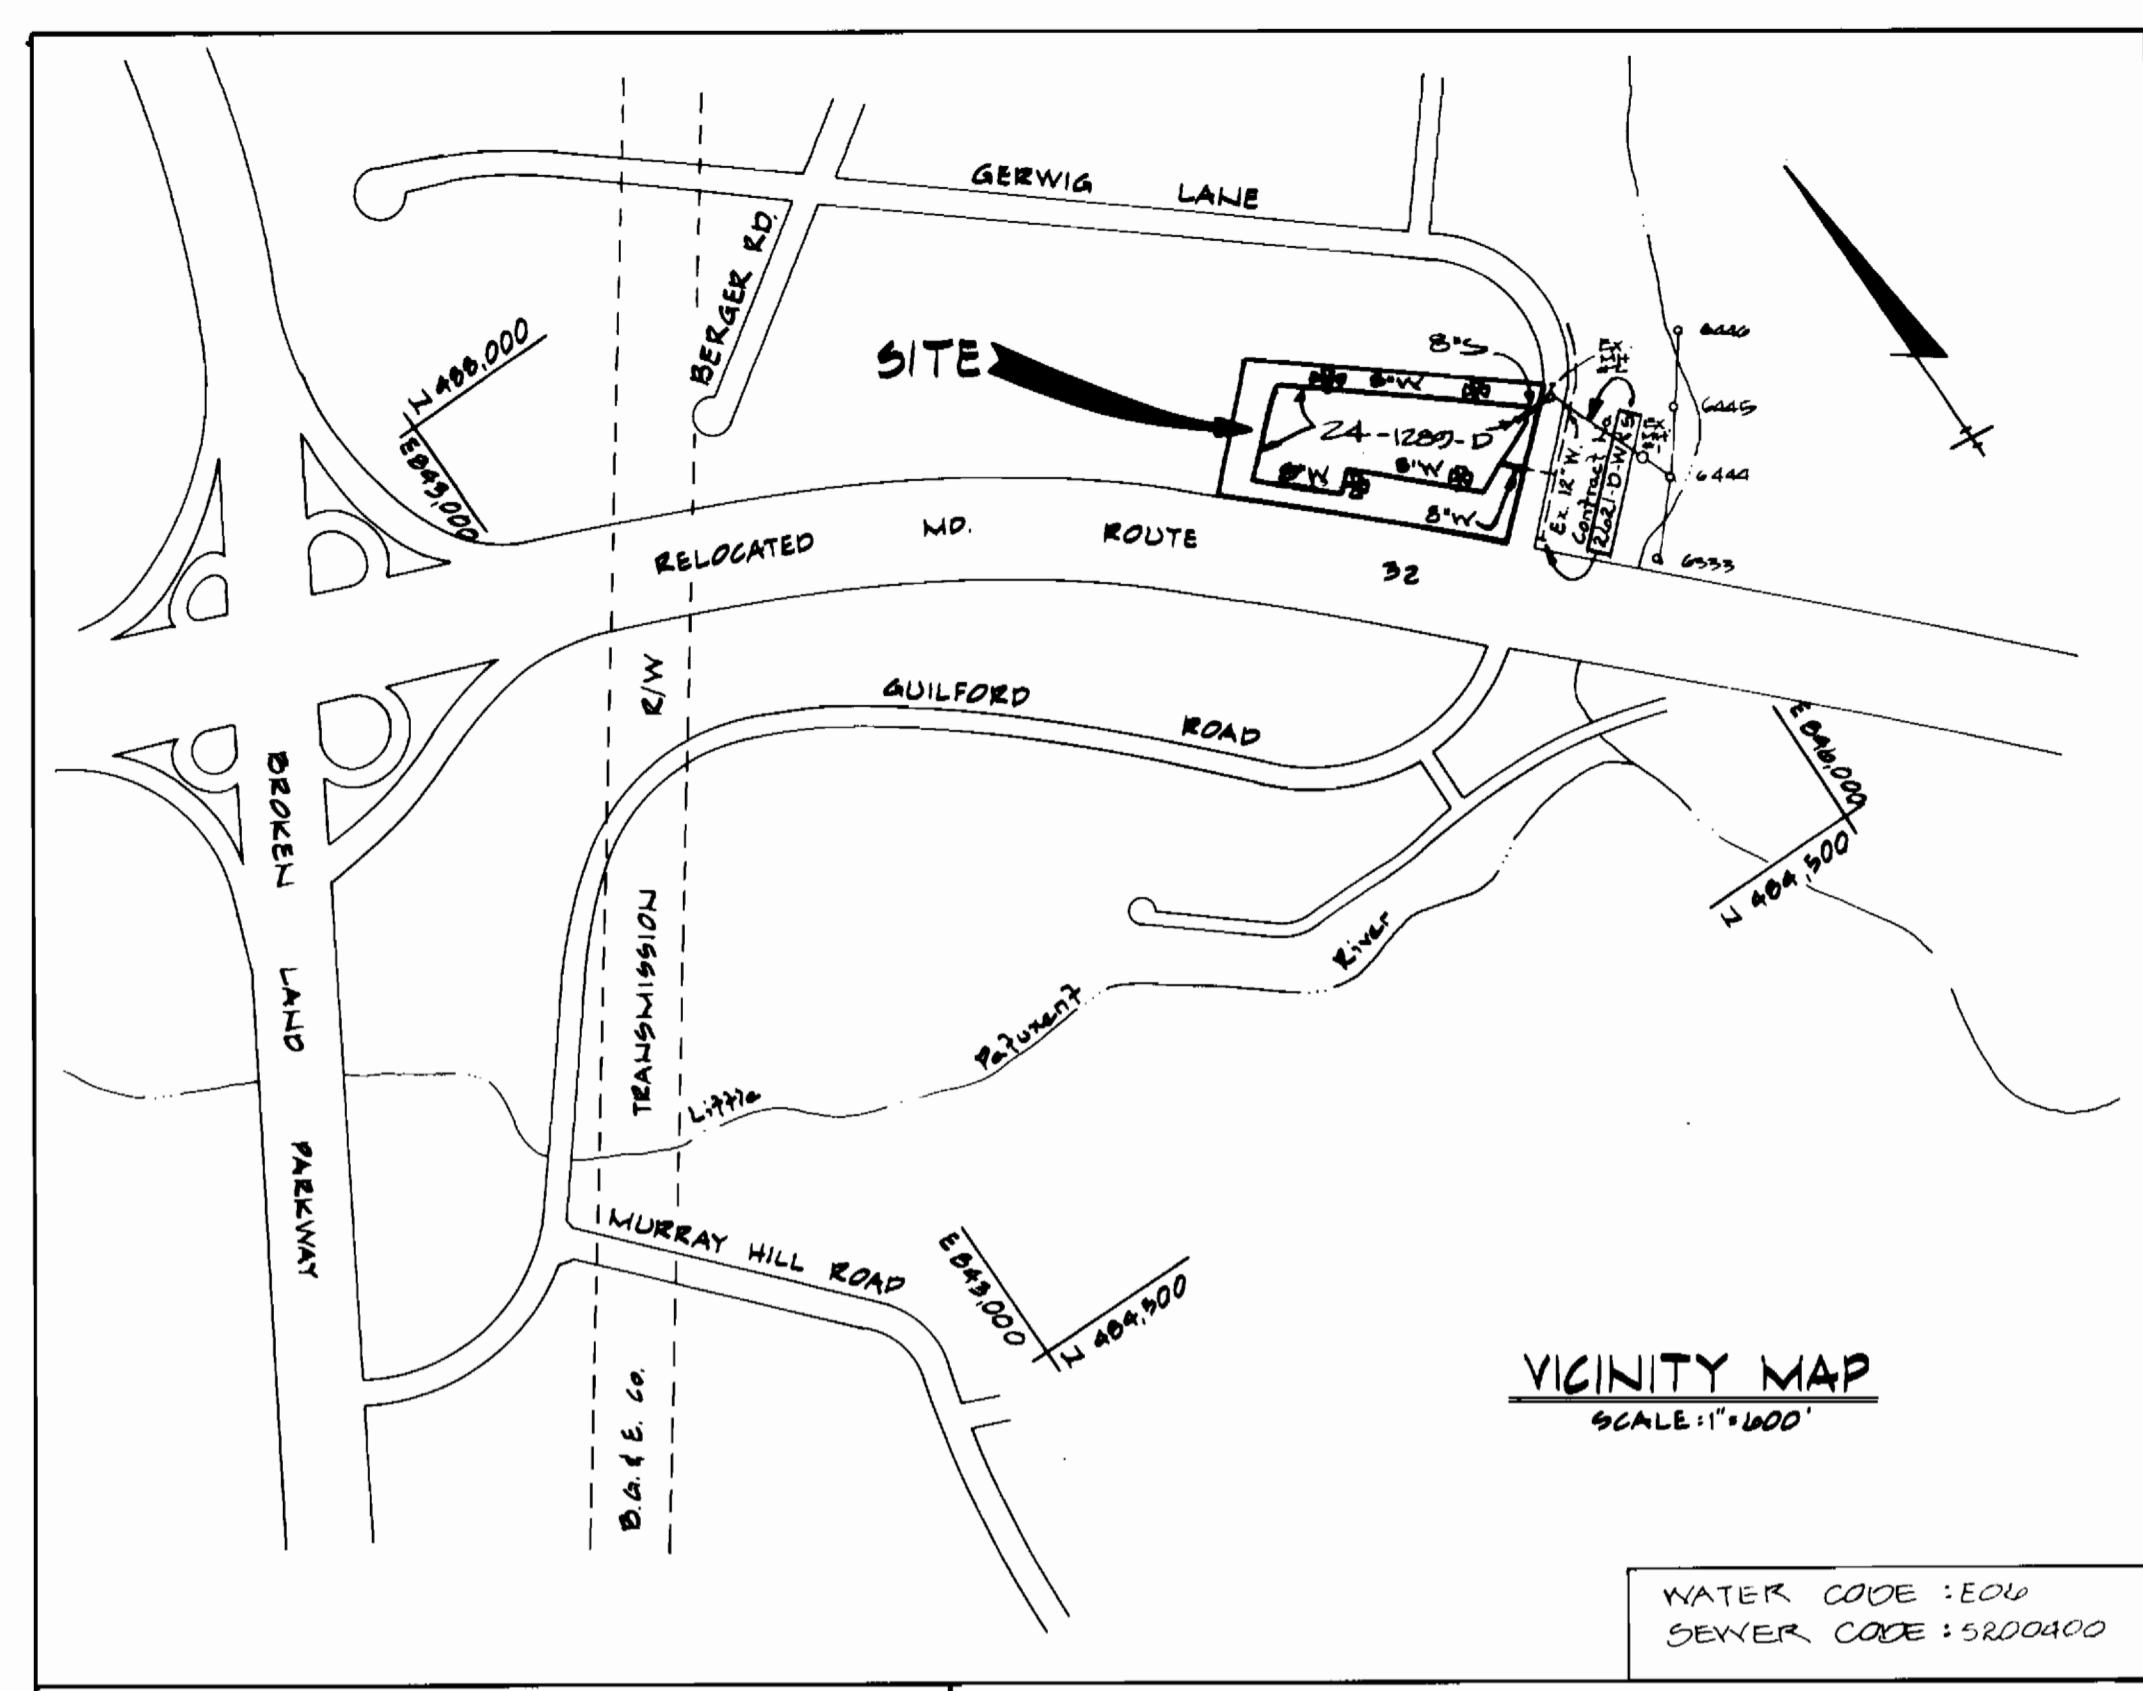 GERWIG LANE
BERGER RD.
N 488,000
E 843,000
SITE
8"S
8"W
24-1289-D
8"W
8"W
8"W
Ex. 12" W.
Contract No
2621-D-W&S
6446
6445
6444
6333
RELOCATED MD. ROUTE 32
R/W
GUILFORD ROAD
BROKEN LAND PARKWAY
TRANSMISSION
B.G. & E. CO.
Little Patuxent River
MURRAY HILL ROAD
E 846,000
N 484,500
E 843,000
N 484,500
VICINITY MAP
SCALE: 1"=600'
WATER CODE : E06
SEWER CODE : 5200400